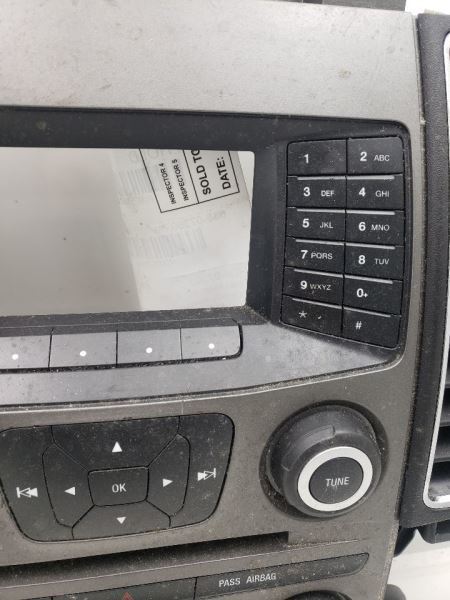 INSPECTOR 4
INSPECTOR 5
SOLD TO
DATE:
1
2 ABC
3 DEF
4 GHI
5 JKL
6 MNO
7 PQRS
8 TUV
9 WXYZ
0+
*
#
OK
TUNE
PASS AIRBAG